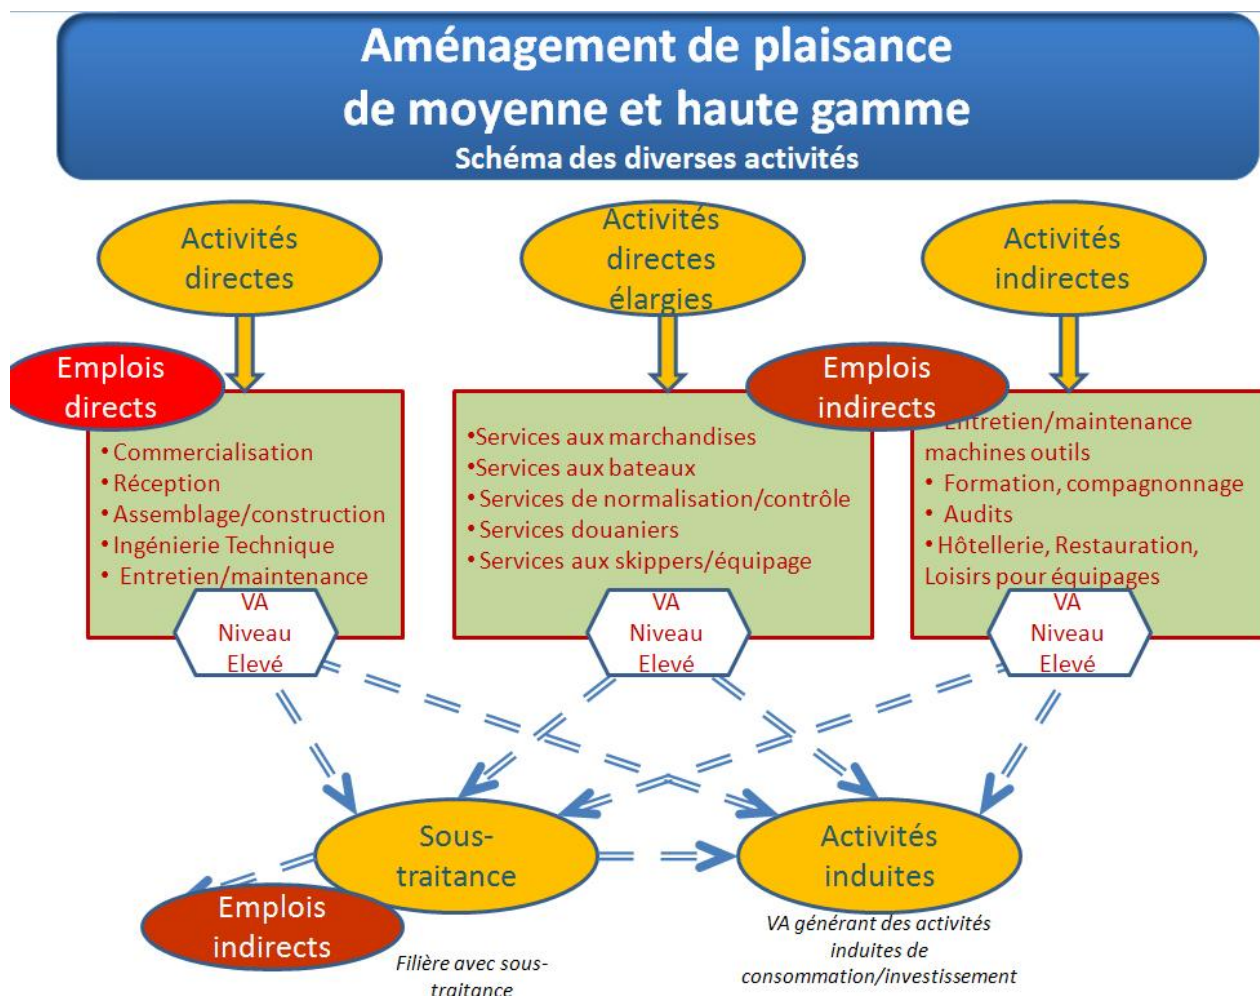 Aménagement de plaisance
de moyenne et haute gamme
Schéma des diverses activités
Activités
directes
Activités
directes
élargies
Activités
indirectes
Emplois
directs
• Commercialisation
• Réception
• Assemblage/construction
• Ingénierie Technique
• Entretien/maintenance
VA
Niveau
Elevé
•Services aux marchandises
•Services aux bateaux
•Services de normalisation/contrôle
•Services douaniers
•Services aux skippers/équipage
VA
Niveau
Elevé
Emplois
indirects
Entretien/maintenance
machines outils
• Formation, compagnonnage
• Audits
•Hôtellerie, Restauration,
Loisirs pour équipages
VA
Niveau
Elevé
Sous-
traitance
Activités
induites
Emplois
indirects
Filière avec sous-
traitance
VA générant des activités
induites de
consommation/investissement